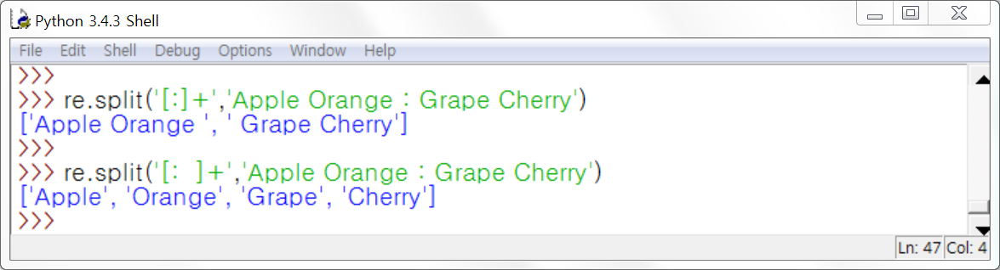 Python 3.4.3 Shell
File Edit Shell Debug Options Window Help
>>>
>>> re.split('[:]+','Apple Orange : Grape Cherry')
['Apple Orange ', ' Grape Cherry']
>>>
>>> re.split('[:  ]+','Apple Orange : Grape Cherry')
['Apple', 'Orange', 'Grape', 'Cherry']
>>>
Ln: 47 Col: 4